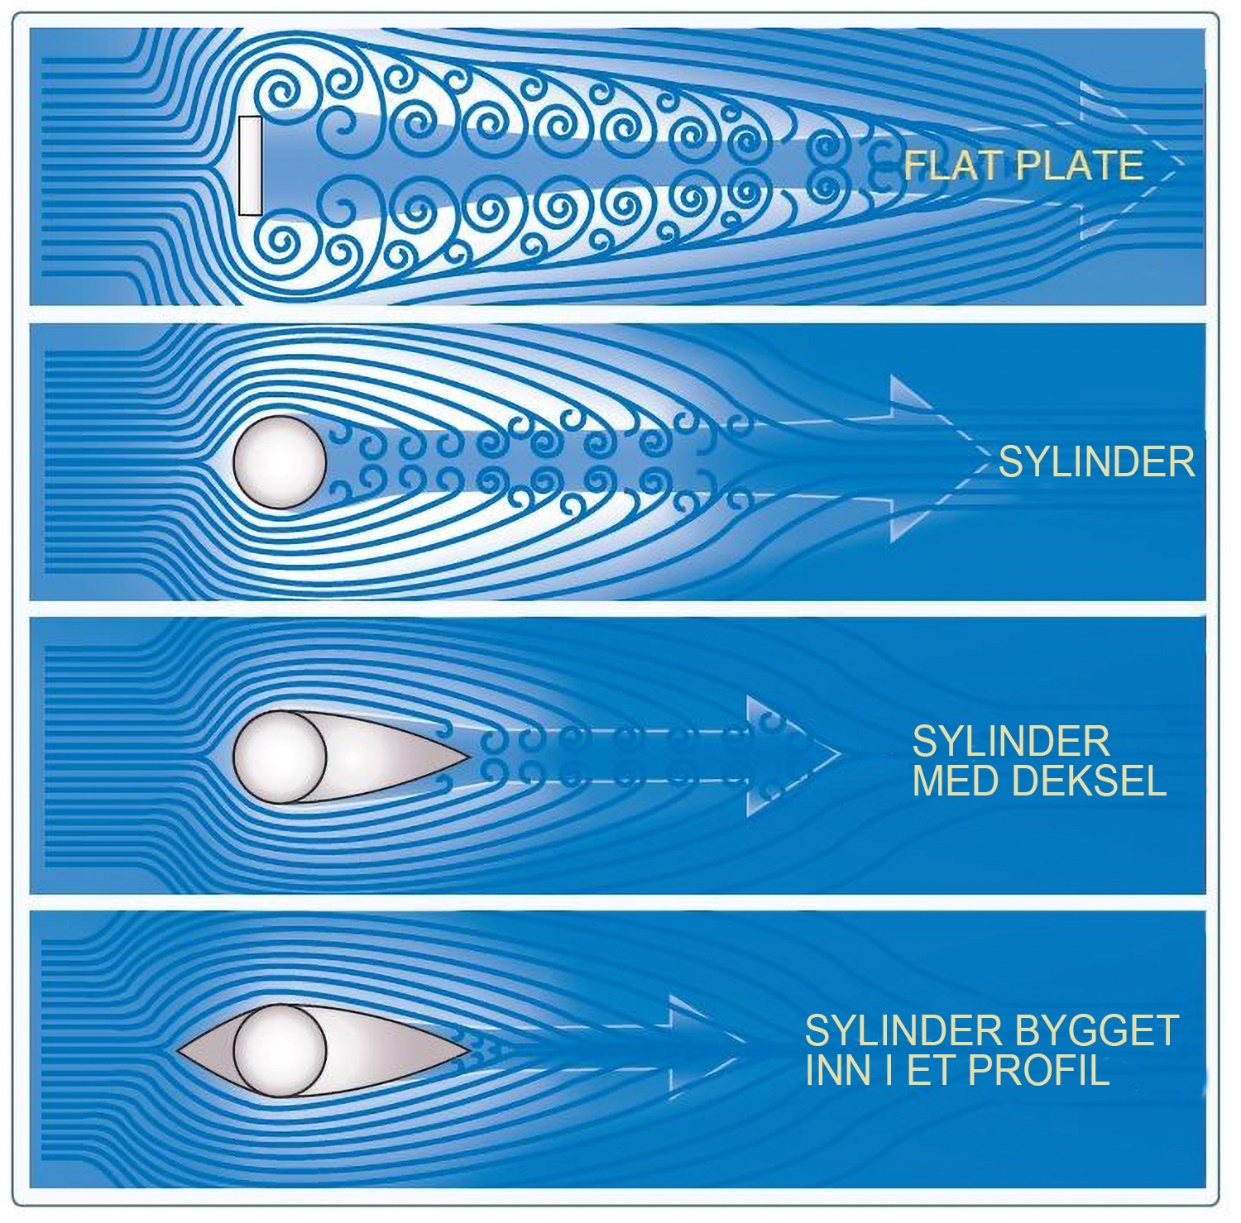 FLAT PLATE
SYLINDER
SYLINDER
MED DEKSEL
SYLINDER BYGGET
INN I ET PROFIL